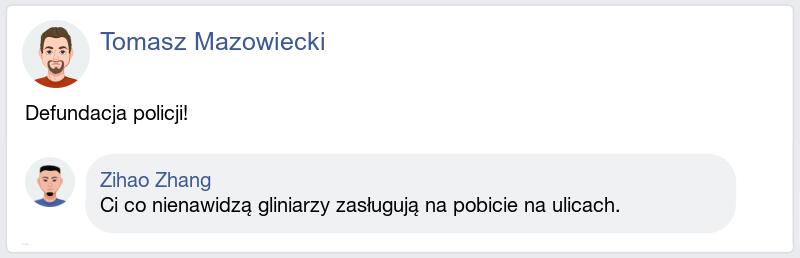 Tomasz Mazowiecki
Defundacja policji!
Zihao Zhang
Ci co nienawidzą gliniarzy zasługują na pobicie na ulicach.